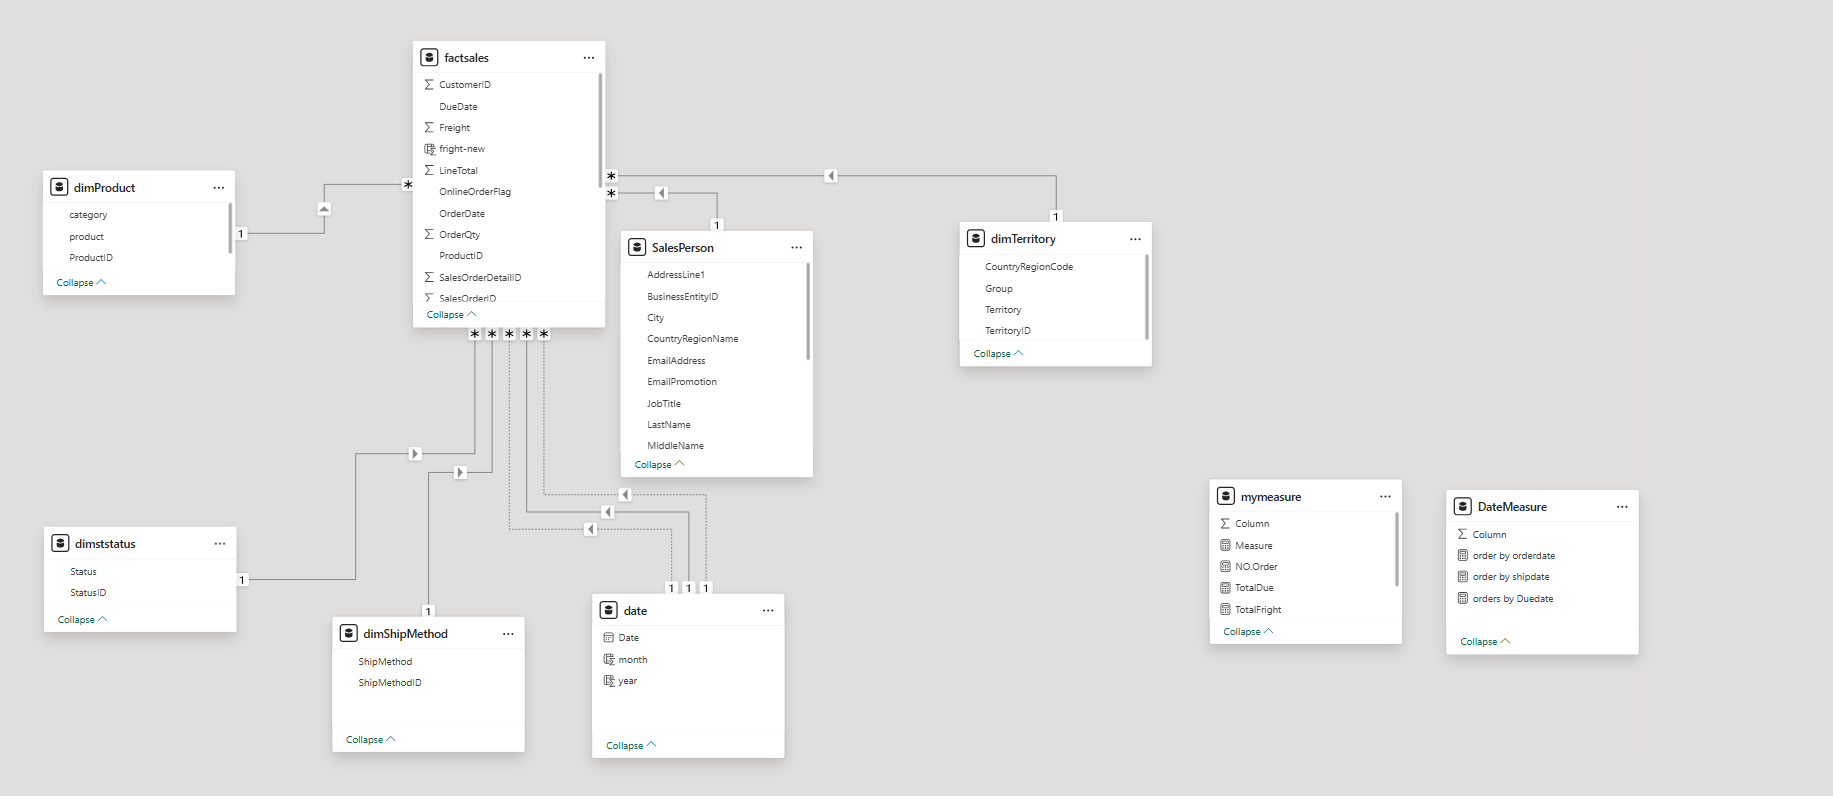 factsales
CustomerID
DueDate
Freight
fright-new
LineTotal
OnlineOrderFlag
OrderDate
OrderQty
ProductID
SalesOrderDetailID
SalesOrderID
Collapse
dimProduct
category
product
ProductID
Collapse
1
1
1
SalesPerson
AddressLine1
BusinessEntityID
City
CountryRegionName
EmailAddress
EmailPromotion
JobTitle
LastName
MiddleName
Collapse
dimTerritory
CountryRegionCode
Group
Territory
TerritoryID
Collapse
dimststatus
Status
StatusID
Collapse
1
1
dimShipMethod
ShipMethod
ShipMethodID
Collapse
1 1 1
date
Date
month
year
Collapse
mymeasure
Column
Measure
NO.Order
TotalDue
TotalFright
Collapse
DateMeasure
Column
order by orderdate
order by shipdate
orders by Duedate
Collapse